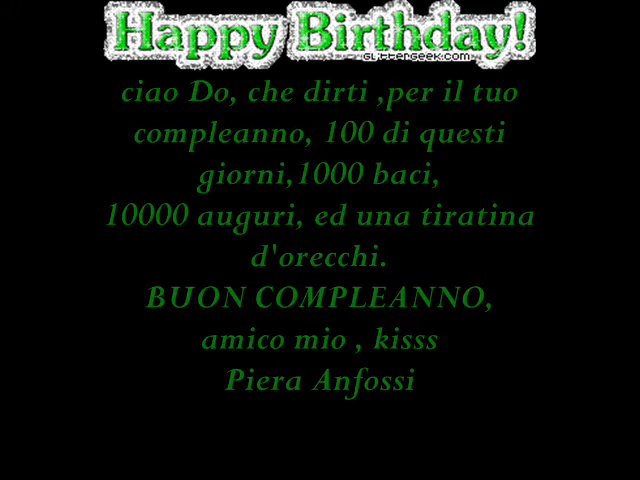 Happy Birthday!
GLITTERGEEK.COM
ciao Do, che dirti ,per il tuo
compleanno, 100 di questi
giorni,1000 baci,
10000 auguri, ed una tiratina
d'orecchi.
BUON COMPLEANNO,
amico mio , kisss
Piera Anfossi